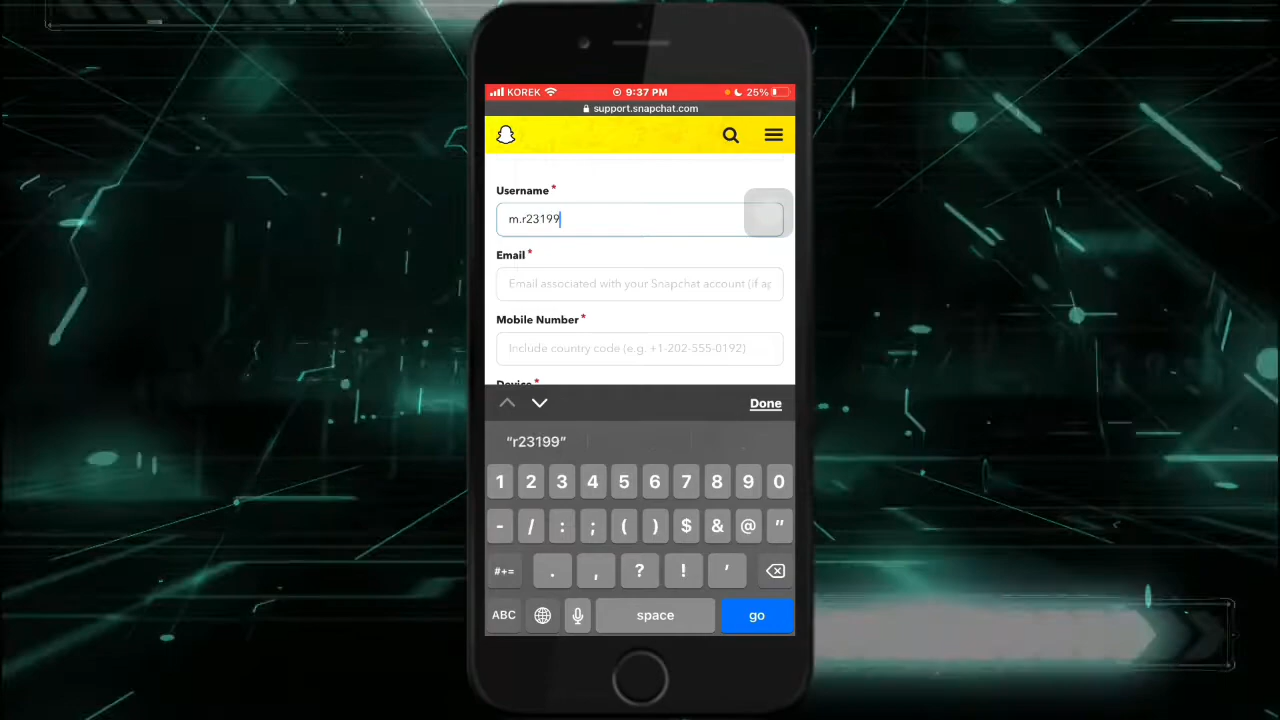 KOREK 9:37 PM 25%
support.snapchat.com
Username *
m.r23199
Email *
Email associated with your Snapchat account (if ap
Mobile Number *
Include country code (e.g. +1-202-555-0192)
Device *
Done
“r23199”
1 2 3 4 5 6 7 8 9 0
- / : ; ( ) $ & @ "
#+= . , ? ! ’
ABC space go